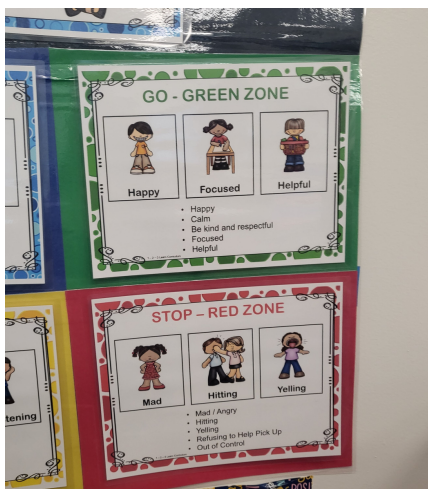 GO - GREEN ZONE
Happy
Focused
Helpful
• Happy
• Calm
• Be kind and respectful
• Focused
• Helpful
STOP – RED ZONE
tening
Mad
Hitting
Yelling
• Mad / Angry
• Hitting
• Yelling
• Refusing to Help Pick Up
• Out of Control